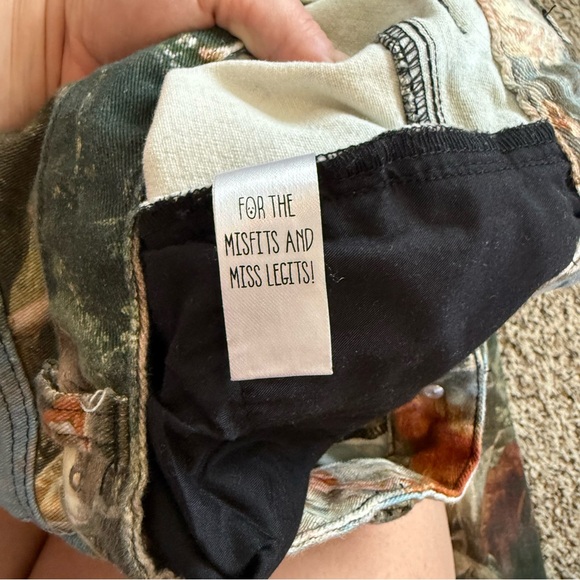 FOR THE
MISFITS AND
MISS LEGITS!